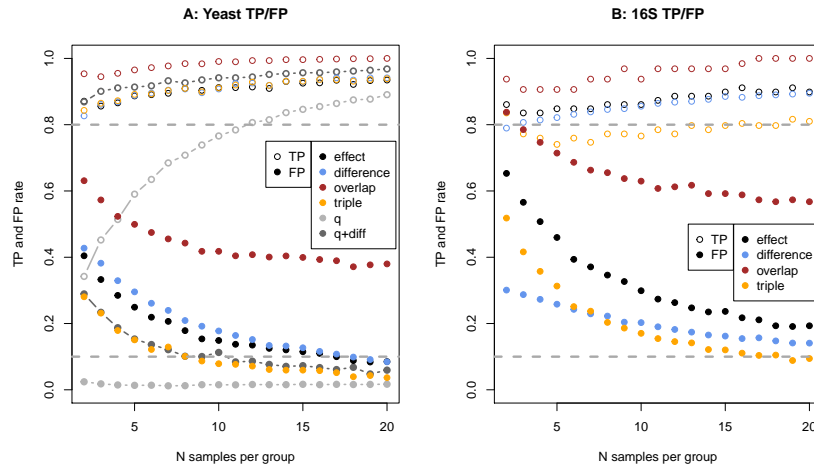 A: Yeast TP/FP
TP and FP rate
1.0
0.8
0.6
0.4
0.2
0.0
TP
FP
effect
difference
overlap
triple
q
q+diff
5
10
15
20
N samples per group
B: 16S TP/FP
TP and FP rate
1.0
0.8
0.6
0.4
0.2
0.0
TP
FP
effect
difference
overlap
triple
5
10
15
20
N samples per group